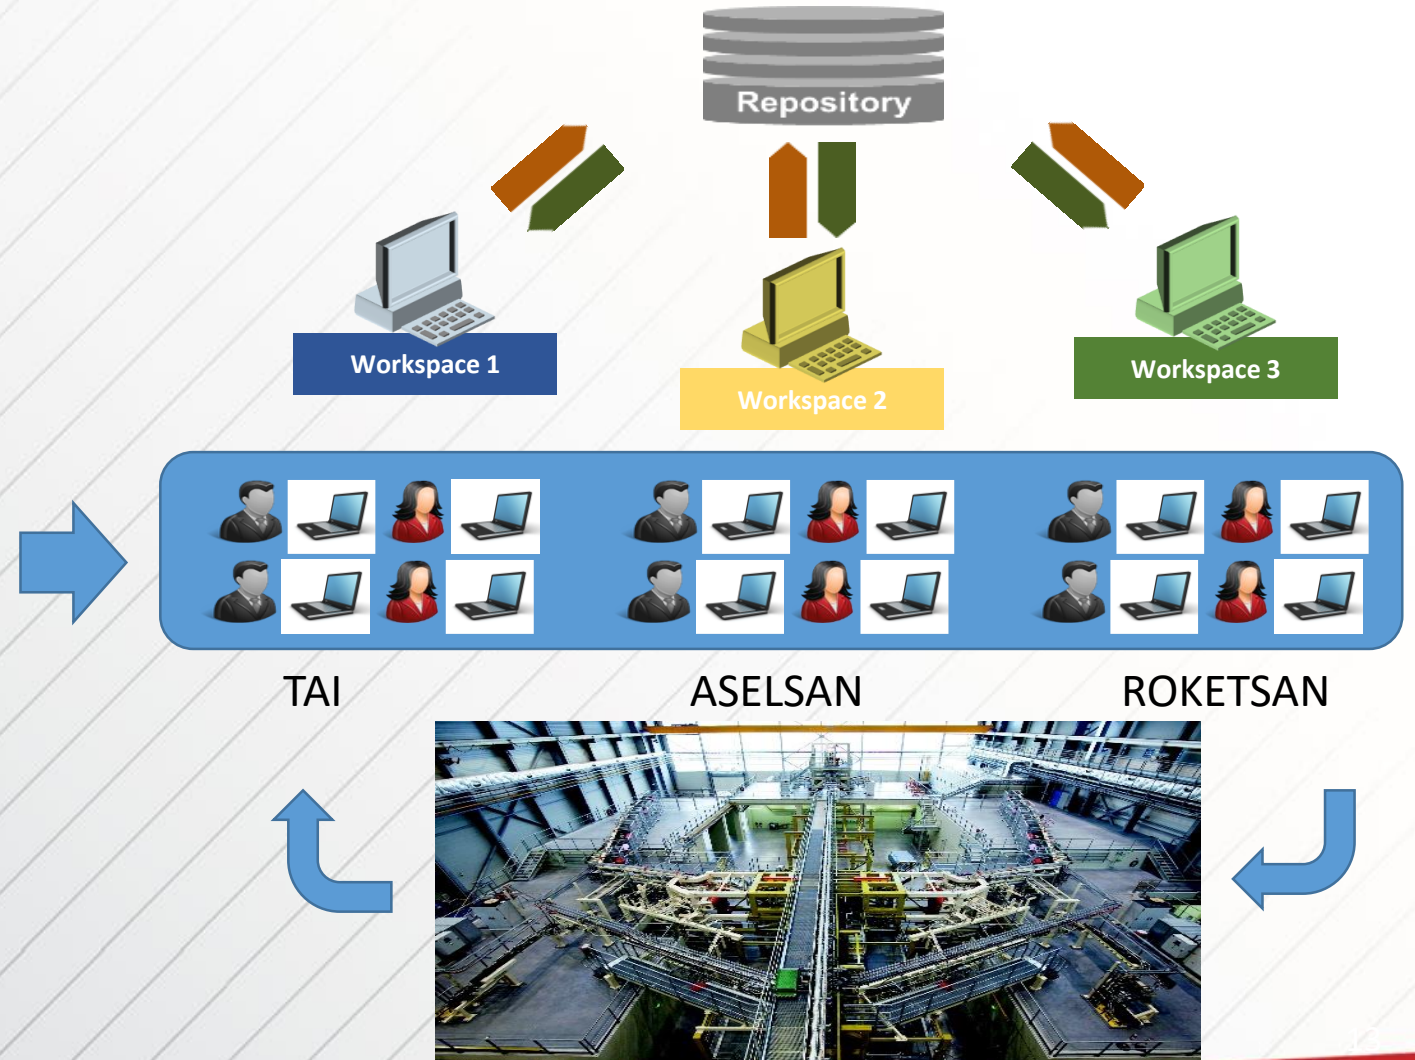 Repository
Workspace 1
Workspace 2
Workspace 3
TAI
ASELSAN
ROKETSAN